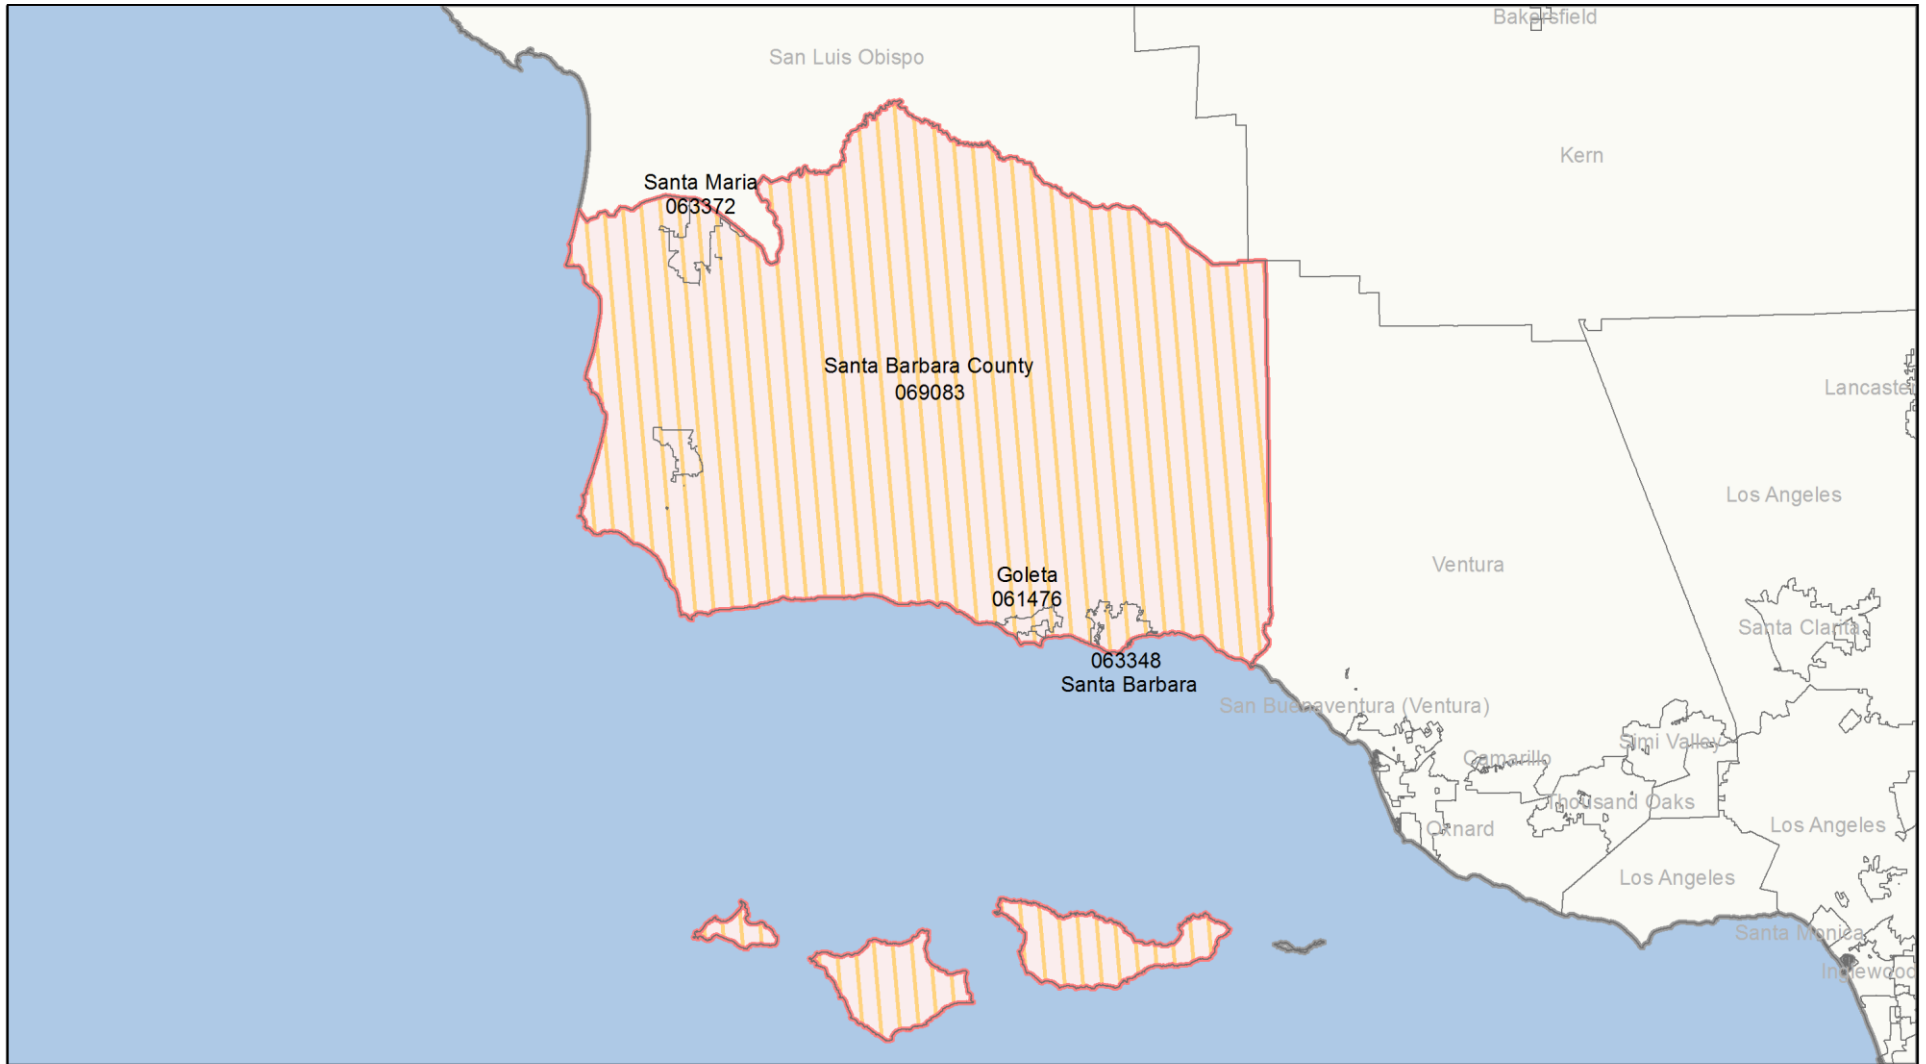 Bakersfield
San Luis Obispo
Kern
Santa Maria
063372
Santa Barbara County
069083
Lancaster
Los Angeles
Ventura
Goleta
061476
Santa Clarita
063348
Santa Barbara
San Buenaventura (Ventura)
Simi Valley
Camarillo
Thousand Oaks
Oxnard
Los Angeles
Los Angeles
Santa Monica
Inglewood